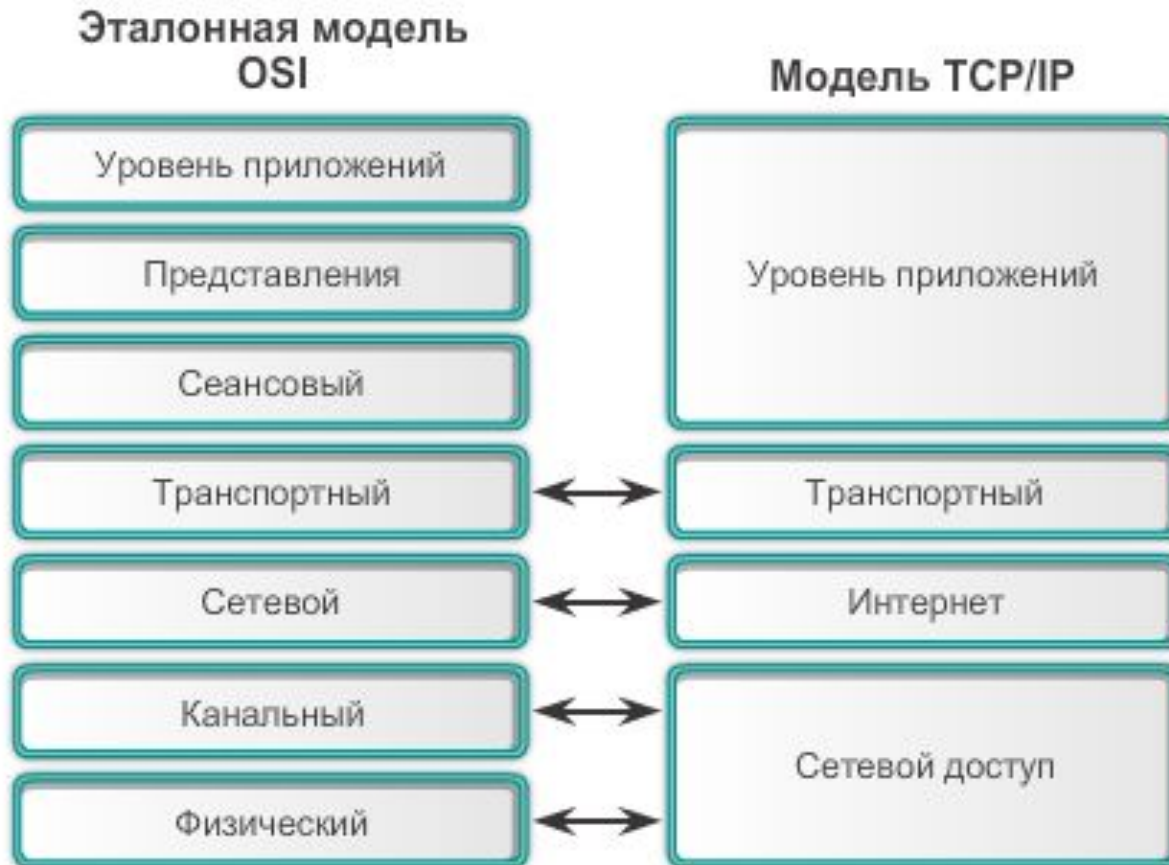 Эталонная модель
OSI
Модель TCP/IP
Уровень приложений
Представления
Сеансовый
Транспортный
Сетевой
Канальный
Физический
Уровень приложений
Транспортный
Интернет
Сетевой доступ